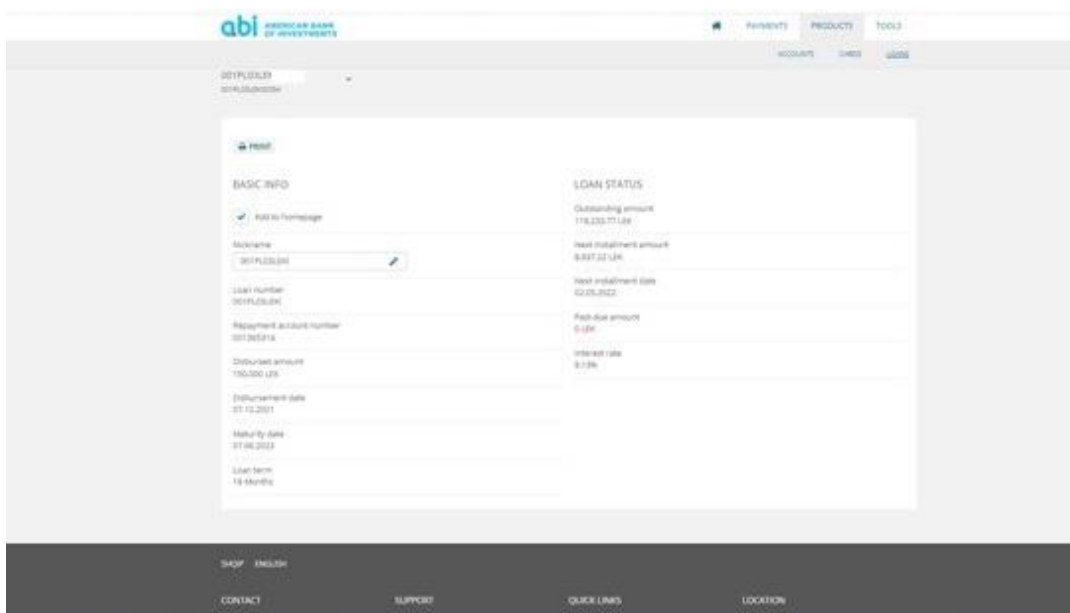 abi AMERICAN BANK
OF INVESTMENTS
PAYMENTS PRODUCTS TOOLS
ACCOUNTS CARDS LOANS
PRINT
BASIC INFO
Add to homepage
Nickname
Loan number
Repayment account number
Disbursed amount
150,000 LEK
Disbursement date
07.12.2021
Maturity date
07.06.2023
Loan term
18 Months
LOAN STATUS
Outstanding amount
LEK
Next installment amount
LEK
Next installment date
02.05.2022
Past due amount
0 LEK
Interest rate
SHQIP ENGLISH
CONTACT SUPPORT QUICK LINKS LOCATION